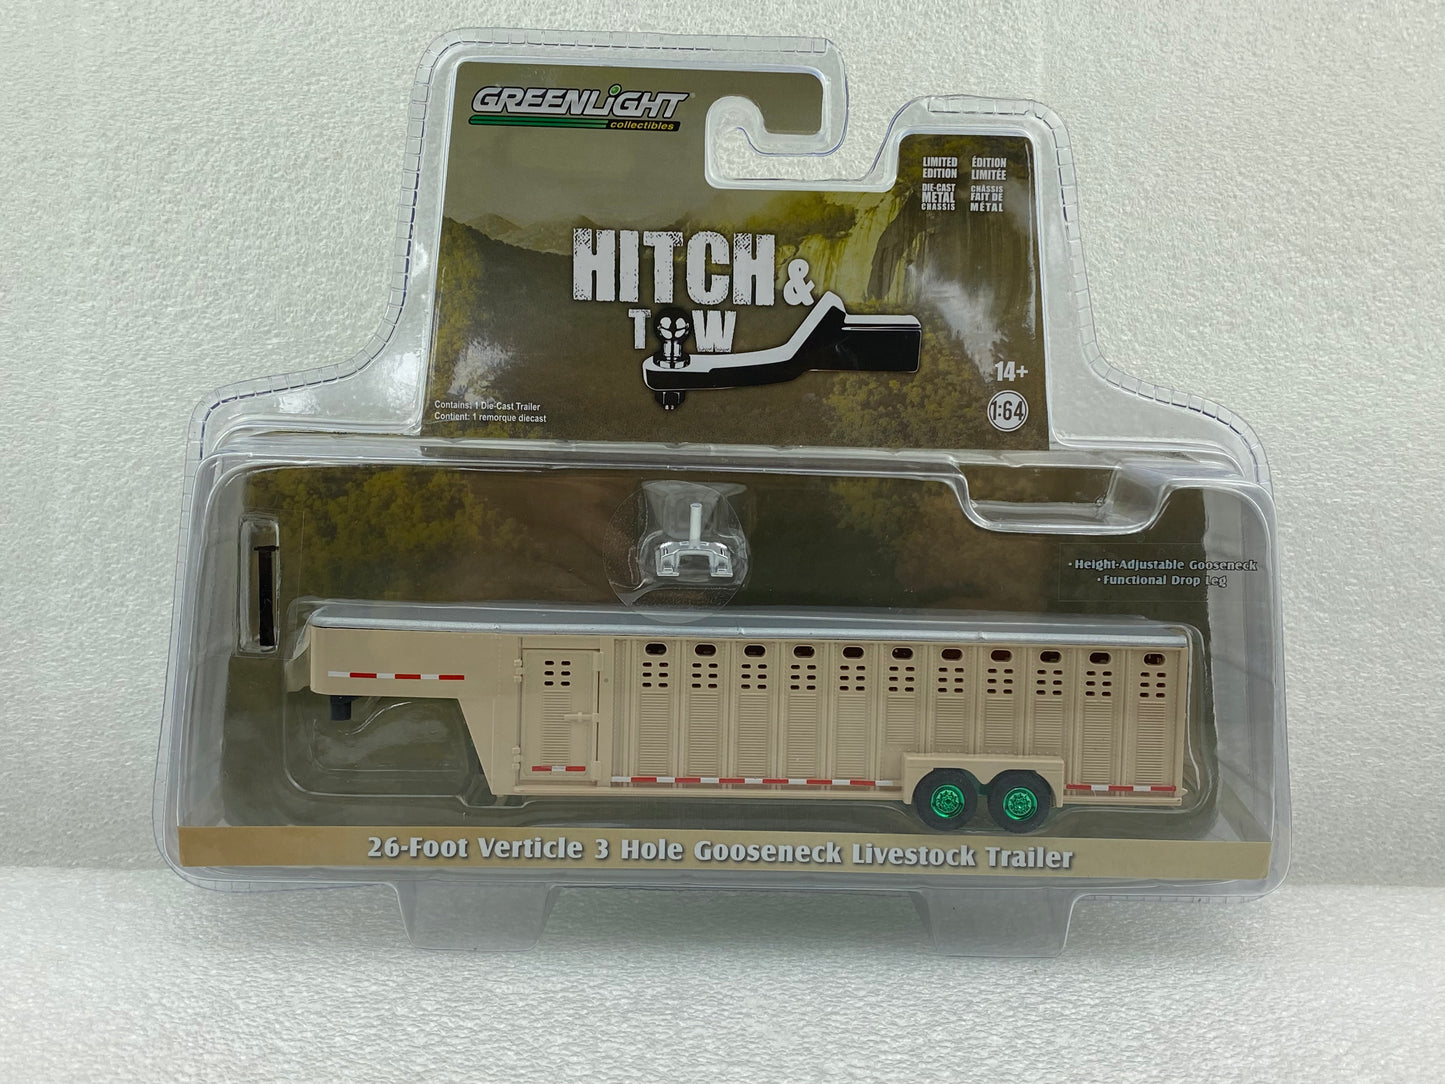 GREENLiGHT
collectibles
LIMITED EDITION
DIE-CAST METAL CHASSIS
ÉDITION LIMITÉE
CHÂSSIS FAIT DE MÉTAL
HITCH &
TOW
14+
1:64
Contains: 1 Die-Cast Trailer
Contient: 1 remorque diecast
· Height-Adjustable Gooseneck
· Functional Drop Leg
26-Foot Verticle 3 Hole Gooseneck Livestock Trailer